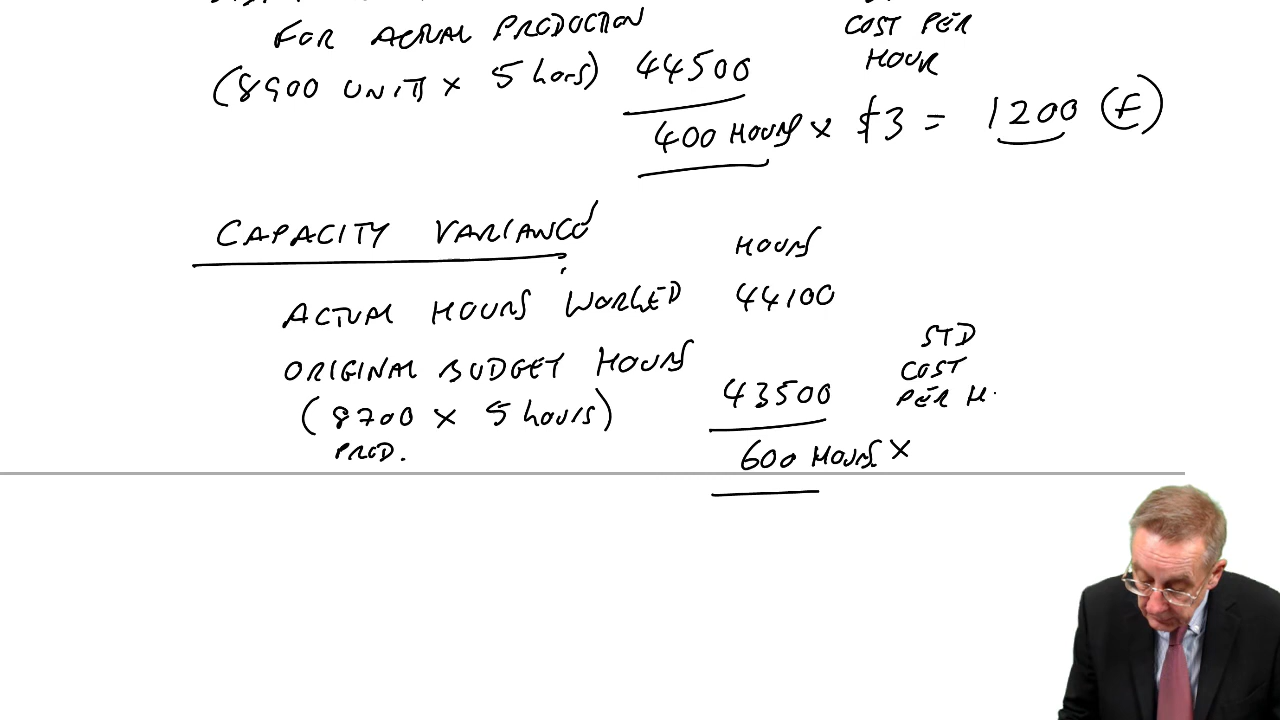 FOR ACTUAL PRODUCTION
COST PER
HOUR
(8900 UNITS x 5 hours) 44500
400 HOURS x $3 = 1200 (f)
CAPACITY VARIANCE
HOURS
ACTUAL HOURS WORKED 44100
ORIGINAL BUDGET HOURS
(8700 x 5 hours) 43500
PROD.
STD
COST
PER H.
600 HOURS x